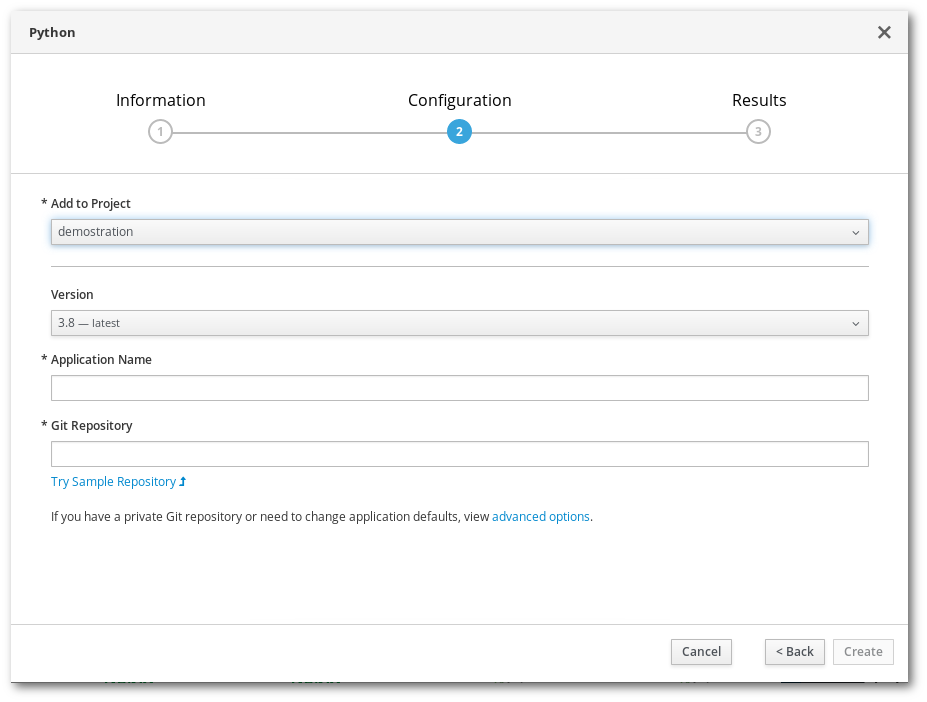 Python
Information Configuration Results
1 2 3
* Add to Project
demostration
Version
3.8 — latest
* Application Name
* Git Repository
Try Sample Repository
If you have a private Git repository or need to change application defaults, view advanced options.
Cancel < Back Create